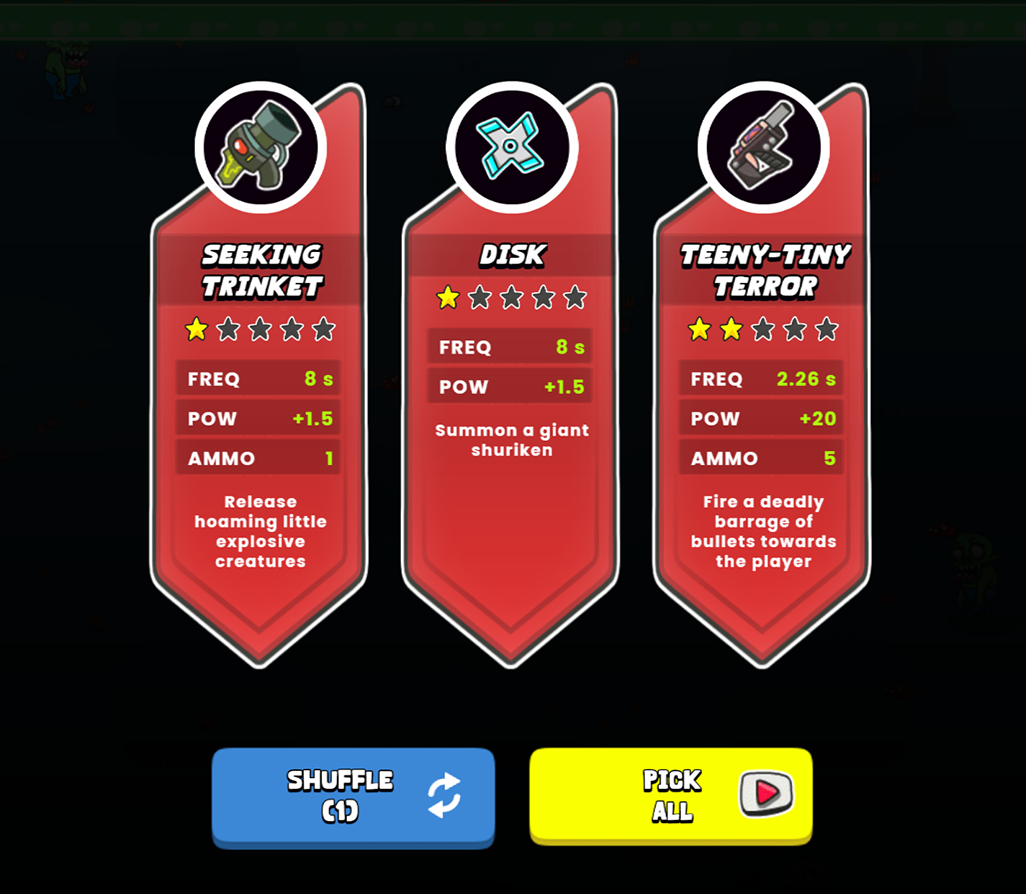 SEEKING
TRINKET
FREQ 8 s
POW +1.5
AMMO 1
Release
hoaming little
explosive
creatures
DISK
FREQ 8 s
POW +1.5
Summon a giant
shuriken
TEENY-TINY
TERROR
FREQ 2.26 s
POW +20
AMMO 5
Fire a deadly
barrage of
bullets towards
the player
SHUFFLE
(1)
PICK
ALL